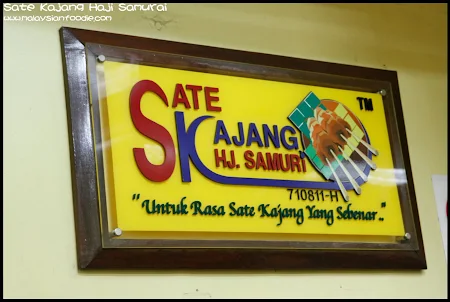 Sate Kajang Haji Samurai
www.malaysianfoodie.com
SATE
KAJANG
HJ. SAMURI
TM
710811-H
"Untuk Rasa Sate Kajang Yang Sebenar.."